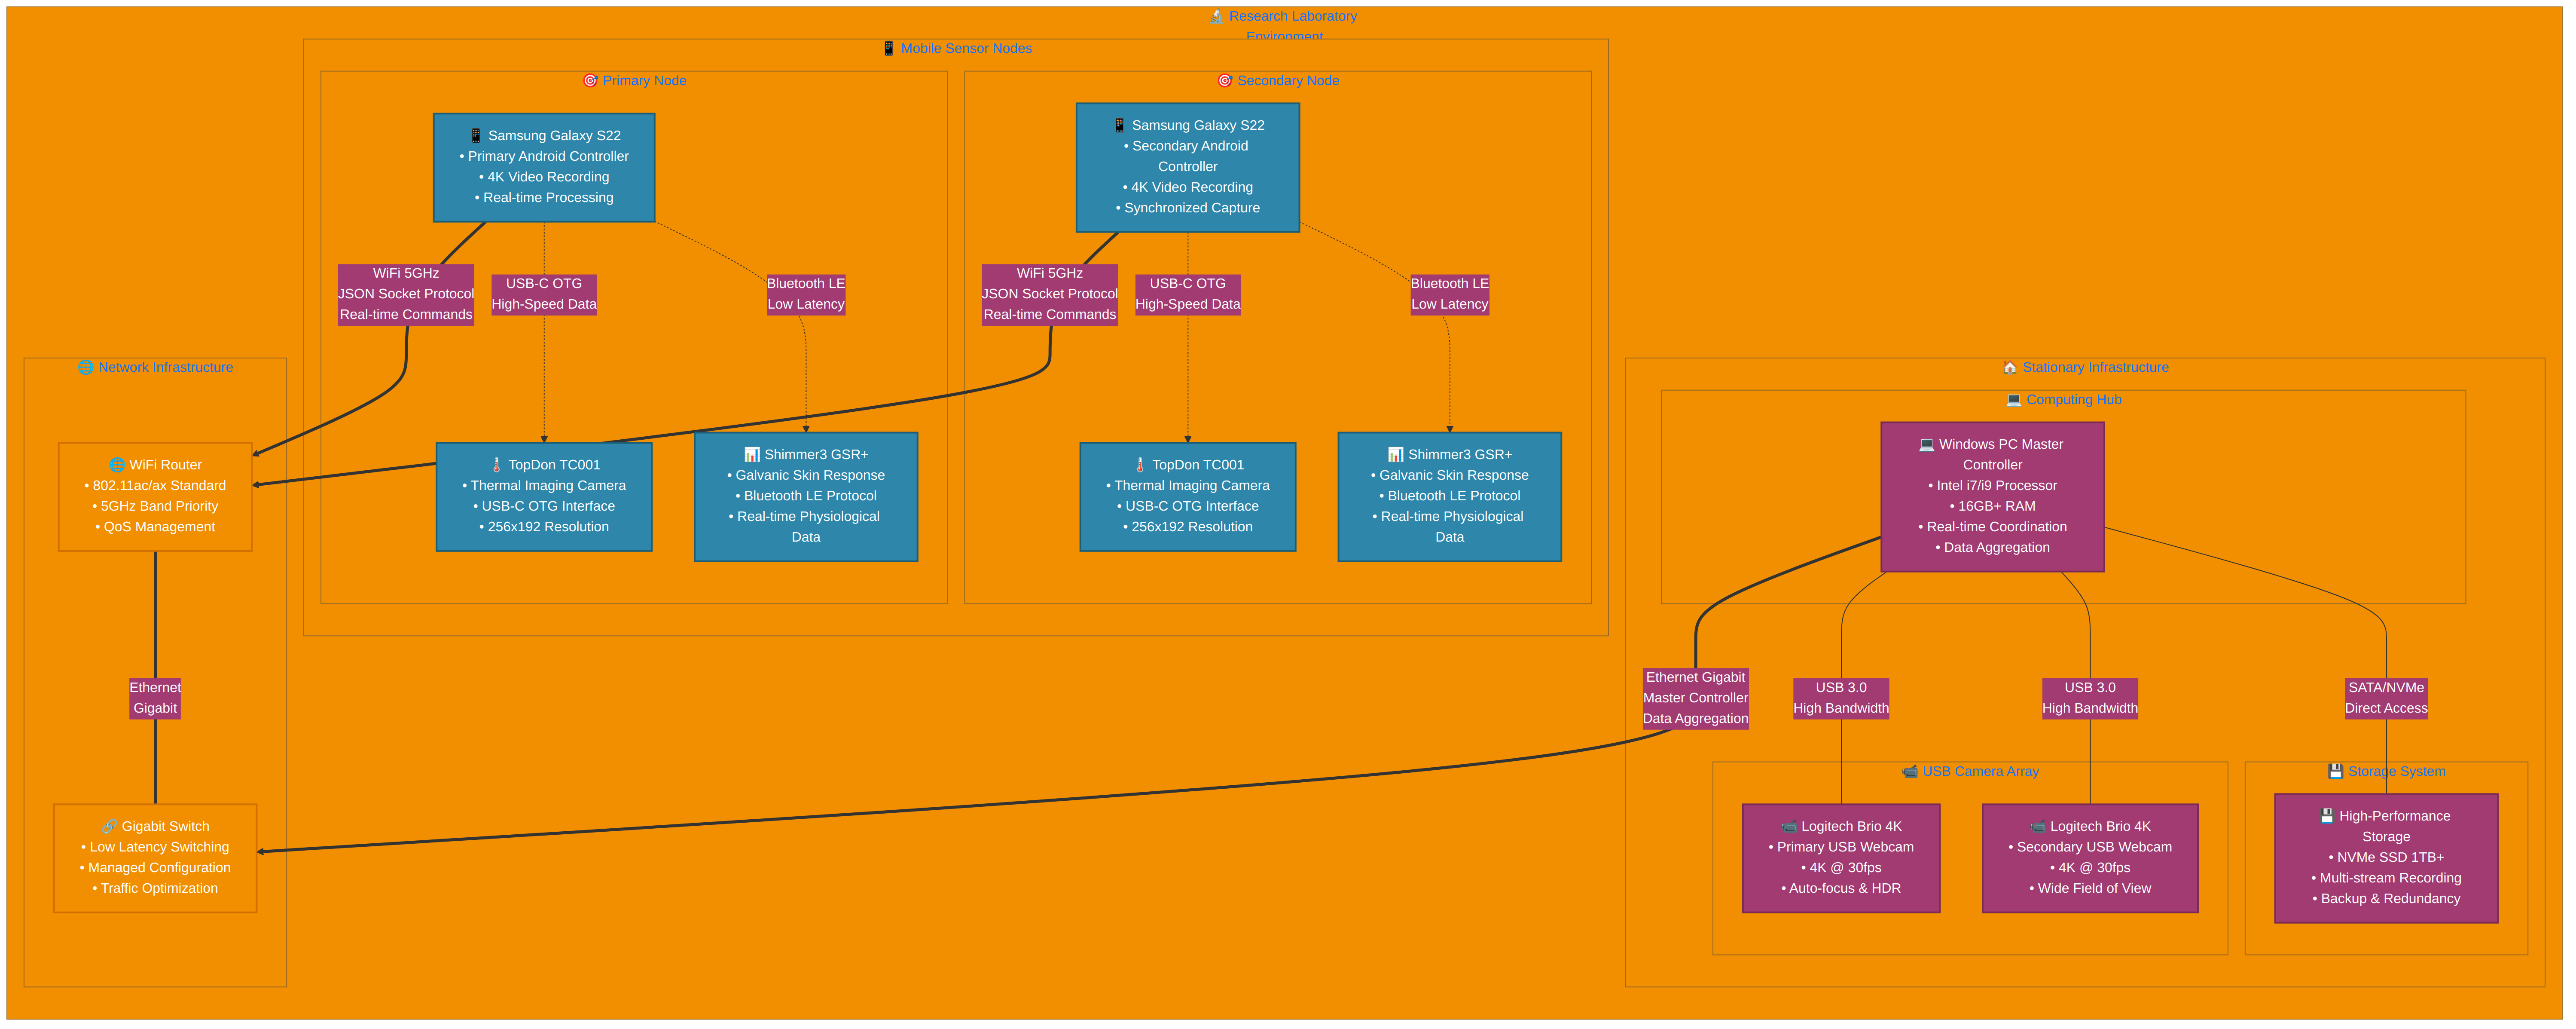 🔬 Research Laboratory
Environment
📱 Mobile Sensor Nodes
🎯 Primary Node
📱 Samsung Galaxy S22
• Primary Android Controller
• 4K Video Recording
• Real-time Processing
WiFi 5GHz
JSON Socket Protocol
Real-time Commands
USB-C OTG
High-Speed Data
Bluetooth LE
Low Latency
🌡️ TopDon TC001
• Thermal Imaging Camera
• USB-C OTG Interface
• 256x192 Resolution
📊 Shimmer3 GSR+
• Galvanic Skin Response
• Bluetooth LE Protocol
• Real-time Physiological
Data
🎯 Secondary Node
📱 Samsung Galaxy S22
• Secondary Android
Controller
• 4K Video Recording
• Synchronized Capture
WiFi 5GHz
JSON Socket Protocol
Real-time Commands
USB-C OTG
High-Speed Data
Bluetooth LE
Low Latency
🌡️ TopDon TC001
• Thermal Imaging Camera
• USB-C OTG Interface
• 256x192 Resolution
📊 Shimmer3 GSR+
• Galvanic Skin Response
• Bluetooth LE Protocol
• Real-time Physiological
Data
🌐 Network Infrastructure
🌐 WiFi Router
• 802.11ac/ax Standard
• 5GHz Band Priority
• QoS Management
Ethernet
Gigabit
🔗 Gigabit Switch
• Low Latency Switching
• Managed Configuration
• Traffic Optimization
🏠 Stationary Infrastructure
💻 Computing Hub
💻 Windows PC Master
Controller
• Intel i7/i9 Processor
• 16GB+ RAM
• Real-time Coordination
• Data Aggregation
Ethernet Gigabit
Master Controller
Data Aggregation
USB 3.0
High Bandwidth
USB 3.0
High Bandwidth
SATA/NVMe
Direct Access
📹 USB Camera Array
📹 Logitech Brio 4K
• Primary USB Webcam
• 4K @ 30fps
• Auto-focus & HDR
📹 Logitech Brio 4K
• Secondary USB Webcam
• 4K @ 30fps
• Wide Field of View
💾 Storage System
💾 High-Performance
Storage
• NVMe SSD 1TB+
• Multi-stream Recording
• Backup & Redundancy